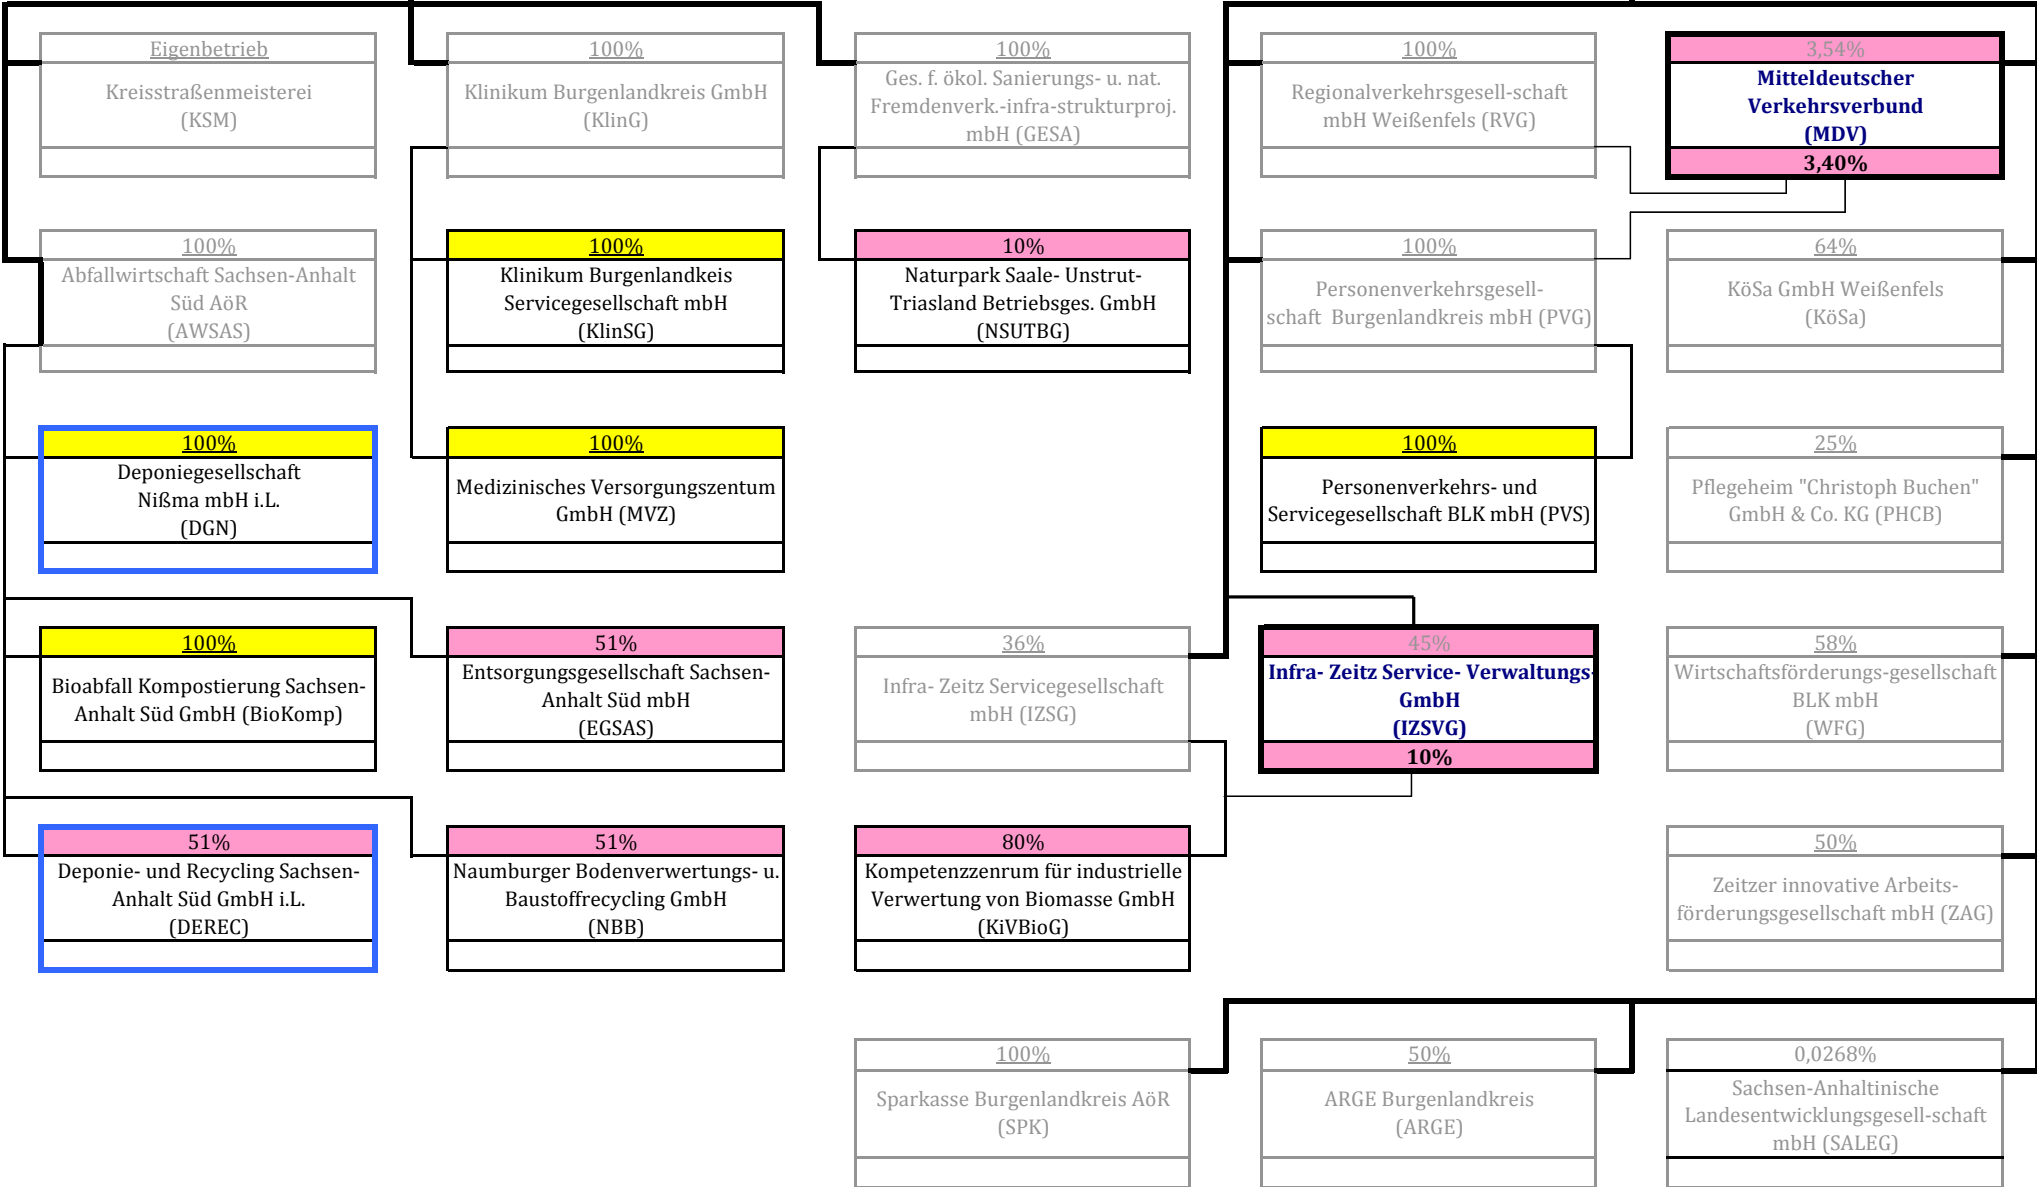 Eigenbetrieb
Kreisstraßenmeisterei
(KSM)
100%
Klinikum Burgenlandkreis GmbH
(KlinG)
100%
Ges. f. ökol. Sanierungs- u. nat.
Fremdenverk.-infra-strukturproj.
mbH (GESA)
100%
Regionalverkehrsgesell-schaft
mbH Weißenfels (RVG)
3,54%
Mitteldeutscher
Verkehrsverbund
(MDV)
3,40%
100%
Abfallwirtschaft Sachsen-Anhalt
Süd AöR
(AWSAS)
100%
Klinikum Burgenlandkeis
Servicegesellschaft mbH
(KlinSG)
10%
Naturpark Saale- Unstrut-
Triasland Betriebsges. GmbH
(NSUTBG)
100%
Personenverkehrsgesell-
schaft  Burgenlandkreis mbH (PVG)
64%
KöSa GmbH Weißenfels
(KöSa)
100%
Deponiegesellschaft
Nißma mbH i.L.
(DGN)
100%
Medizinisches Versorgungszentum
GmbH (MVZ)
100%
Personenverkehrs- und
Servicegesellschaft BLK mbH (PVS)
25%
Pflegeheim "Christoph Buchen"
GmbH & Co. KG (PHCB)
100%
Bioabfall Kompostierung Sachsen-
Anhalt Süd GmbH (BioKomp)
51%
Entsorgungsgesellschaft Sachsen-
Anhalt Süd mbH
(EGSAS)
36%
Infra- Zeitz Servicegesellschaft
mbH (IZSG)
45%
Infra- Zeitz Service- Verwaltungs-
GmbH
(IZSVG)
10%
58%
Wirtschaftsförderungs-gesellschaft
BLK mbH
(WFG)
51%
Deponie- und Recycling Sachsen-
Anhalt Süd GmbH i.L.
(DEREC)
51%
Naumburger Bodenverwertungs- u.
Baustoffrecycling GmbH
(NBB)
80%
Kompetenzzenrum für industrielle
Verwertung von Biomasse GmbH
(KiVBioG)
50%
Zeitzer innovative Arbeits-
förderungsgesellschaft mbH (ZAG)
100%
Sparkasse Burgenlandkreis AöR
(SPK)
50%
ARGE Burgenlandkreis
(ARGE)
0,0268%
Sachsen-Anhaltinische
Landesentwicklungsgesell-schaft
mbH (SALEG)